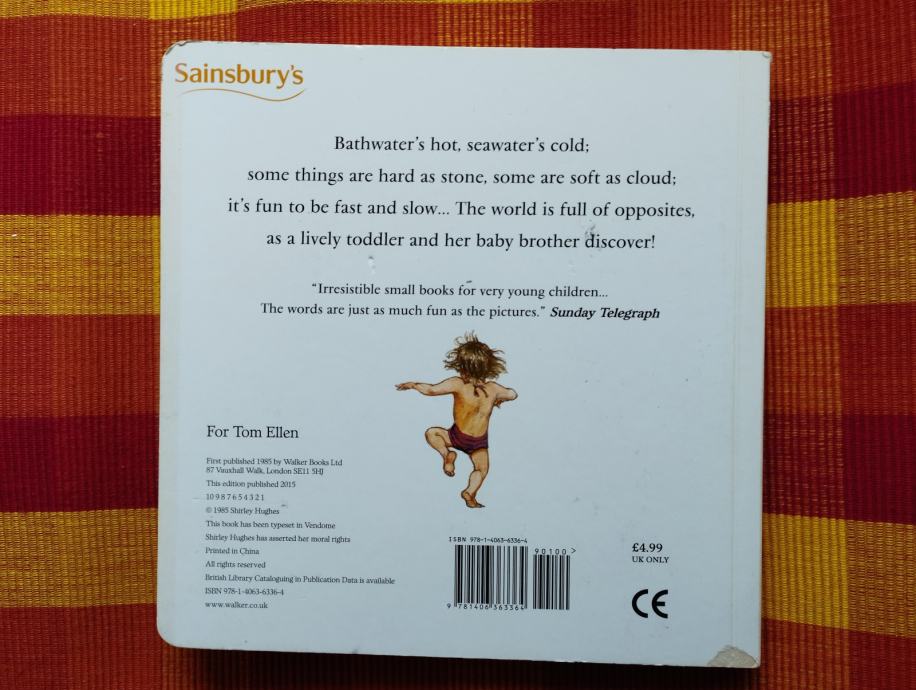 Sainsbury's
Bathwater's hot, seawater's cold;
some things are hard as stone, some are soft as cloud;
it's fun to be fast and slow... The world is full of opposites,
as a lively toddler and her baby brother discover!
“Irresistible small books for very young children...
The words are just as much fun as the pictures.” Sunday Telegraph
For Tom Ellen
First published 1985 by Walker Books Ltd
87 Vauxhall Walk, London SE11 5HJ
This edition published 2015
10 9 8 7 6 5 4 3 2 1
© 1985 Shirley Hughes
This book has been typeset in Vendome
Shirley Hughes has asserted her moral rights
Printed in China
All rights reserved
British Library Cataloguing in Publication Data is available
ISBN 978-1-4063-6336-4
www.walker.co.uk
ISBN 978-1-4063-6336-4
90100 >
9 781406 363364
£4.99
UK ONLY
CE